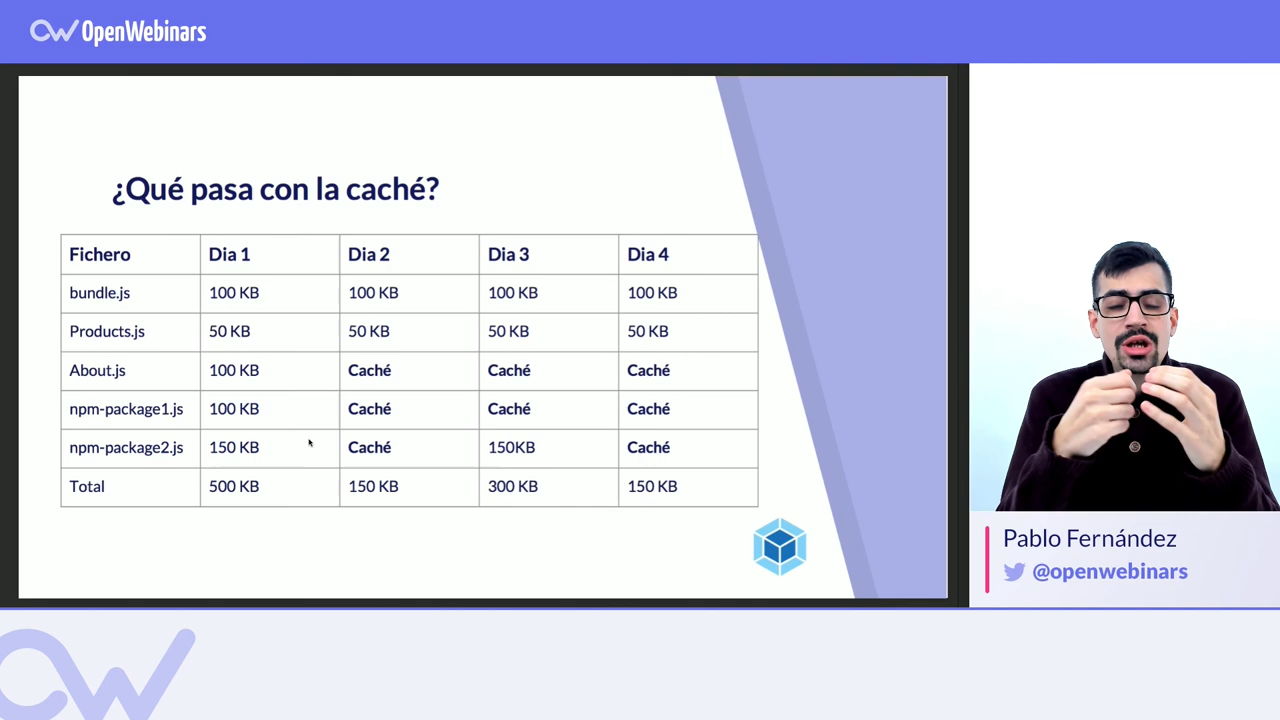 OpenWebinars
¿Qué pasa con la caché?
Fichero Dia 1 Dia 2 Dia 3 Dia 4
bundle.js 100 KB 100 KB 100 KB 100 KB
Products.js 50 KB 50 KB 50 KB 50 KB
About.js 100 KB Caché Caché Caché
npm-package1.js 100 KB Caché Caché Caché
npm-package2.js 150 KB Caché 150KB Caché
Total 500 KB 150 KB 300 KB 150 KB
Pablo Fernández
@openwebinars